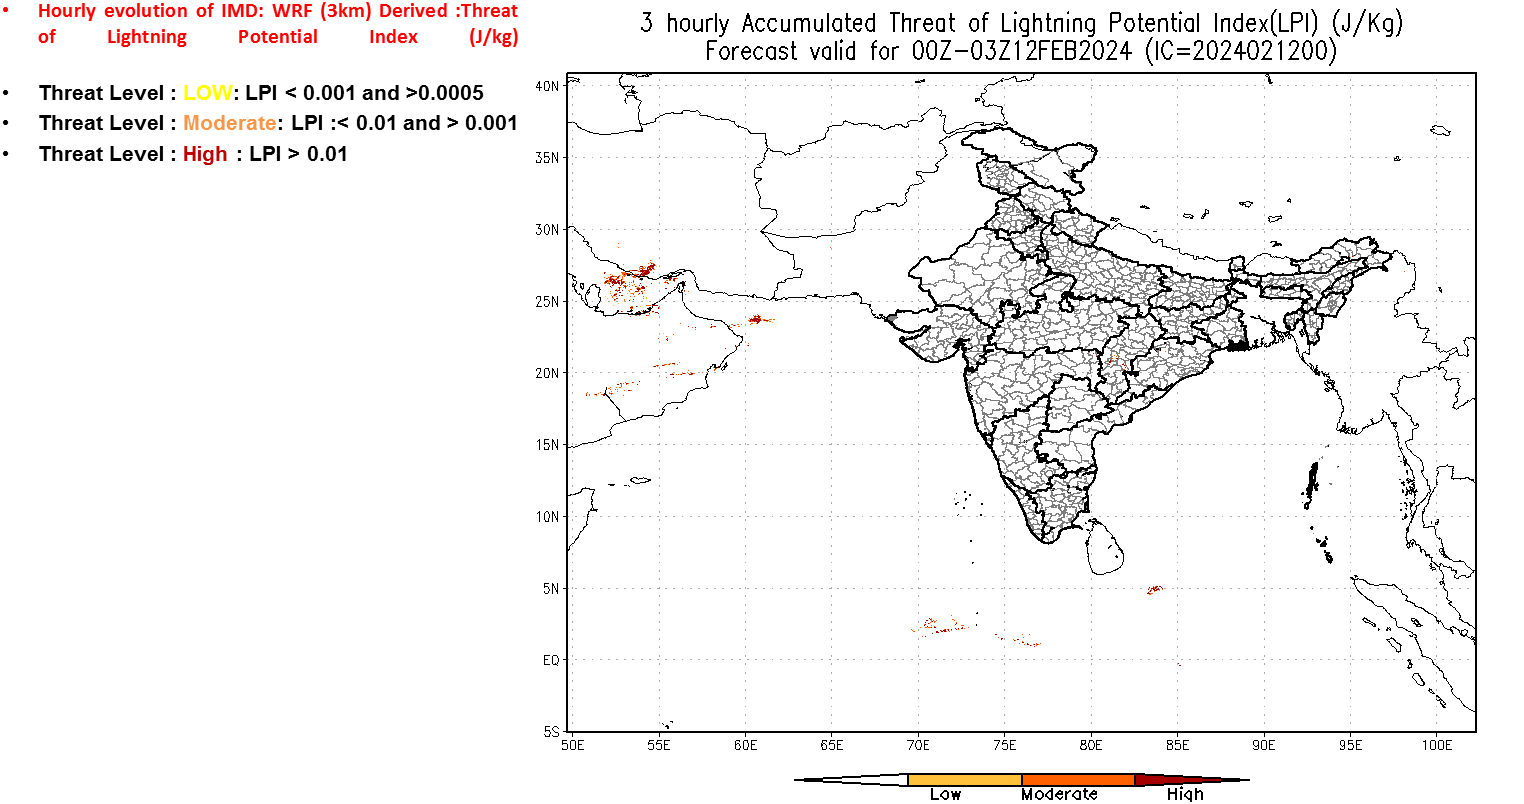 • Hourly evolution of IMD: WRF (3km) Derived :Threat
of Lightning Potential Index (J/kg)
• Threat Level : LOW: LPI < 0.001 and >0.0005
• Threat Level : Moderate: LPI :< 0.01 and > 0.001
• Threat Level : High : LPI > 0.01
3 hourly Accumulated Threat of Lightning Potential Index(LPI) (J/Kg)
Forecast valid for 00Z-03Z12FEB2024 (IC=2024021200)
40N
35N
30N
25N
20N
15N
10N
5N
EQ
5S
50E 55E 60E 65E 70E 75E 80E 85E 90E 95E 100E
Low Moderate High